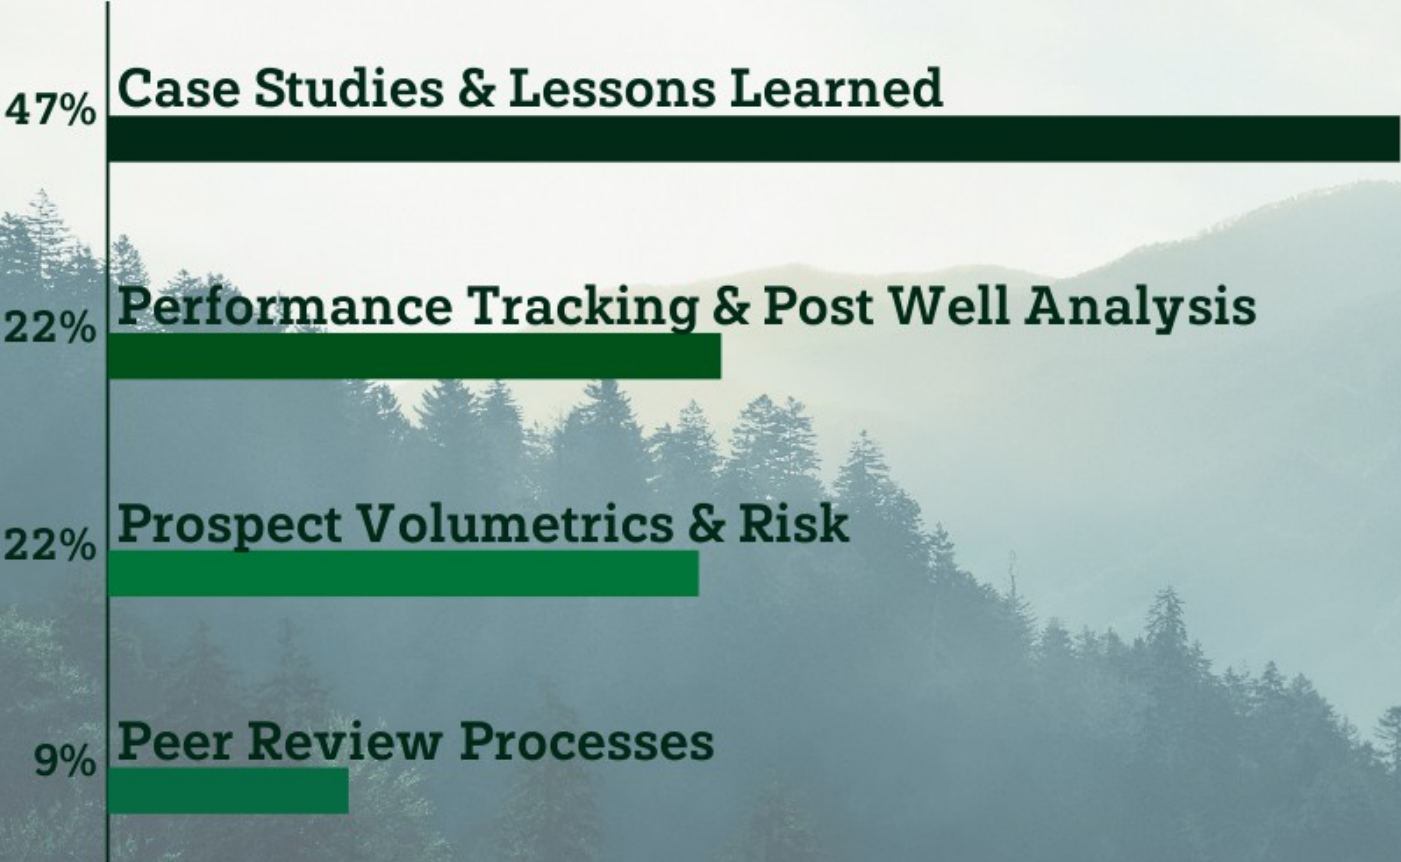 Case Studies & Lessons Learned
47%
Performance Tracking & Post Well Analysis
22%
Prospect Volumetrics & Risk
22%
Peer Review Processes
9%